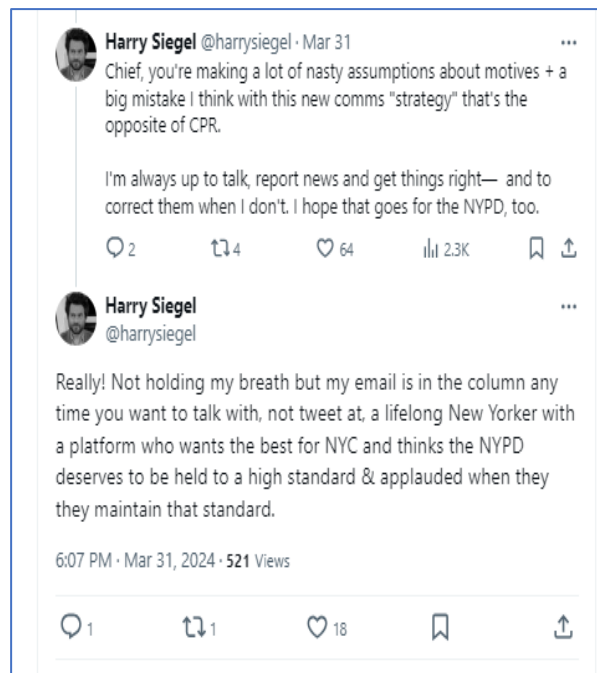 Harry Siegel @harrysiegel · Mar 31
Chief, you're making a lot of nasty assumptions about motives + a
big mistake I think with this new comms "strategy" that's the
opposite of CPR.
I'm always up to talk, report news and get things right— and to
correct them when I don't. I hope that goes for the NYPD, too.
2 4 64 2.3K
Harry Siegel
@harrysiegel
Really! Not holding my breath but my email is in the column any
time you want to talk with, not tweet at, a lifelong New Yorker with
a platform who wants the best for NYC and thinks the NYPD
deserves to be held to a high standard & applauded when they
they maintain that standard.
6:07 PM · Mar 31, 2024 · 521 Views
1 1 18